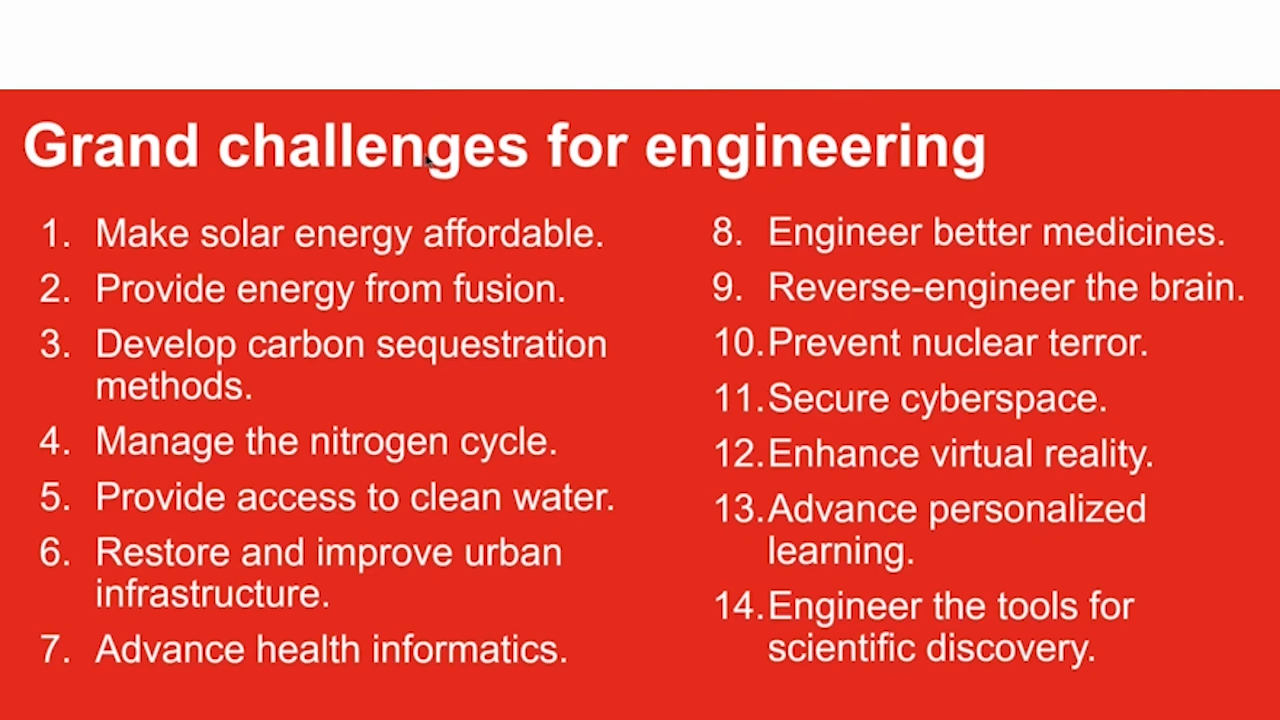 Grand challenges for engineering
1. Make solar energy affordable.
2. Provide energy from fusion.
3. Develop carbon sequestration
methods.
4. Manage the nitrogen cycle.
5. Provide access to clean water.
6. Restore and improve urban
infrastructure.
7. Advance health informatics.
8. Engineer better medicines.
9. Reverse-engineer the brain.
10. Prevent nuclear terror.
11. Secure cyberspace.
12. Enhance virtual reality.
13. Advance personalized
learning.
14. Engineer the tools for
scientific discovery.